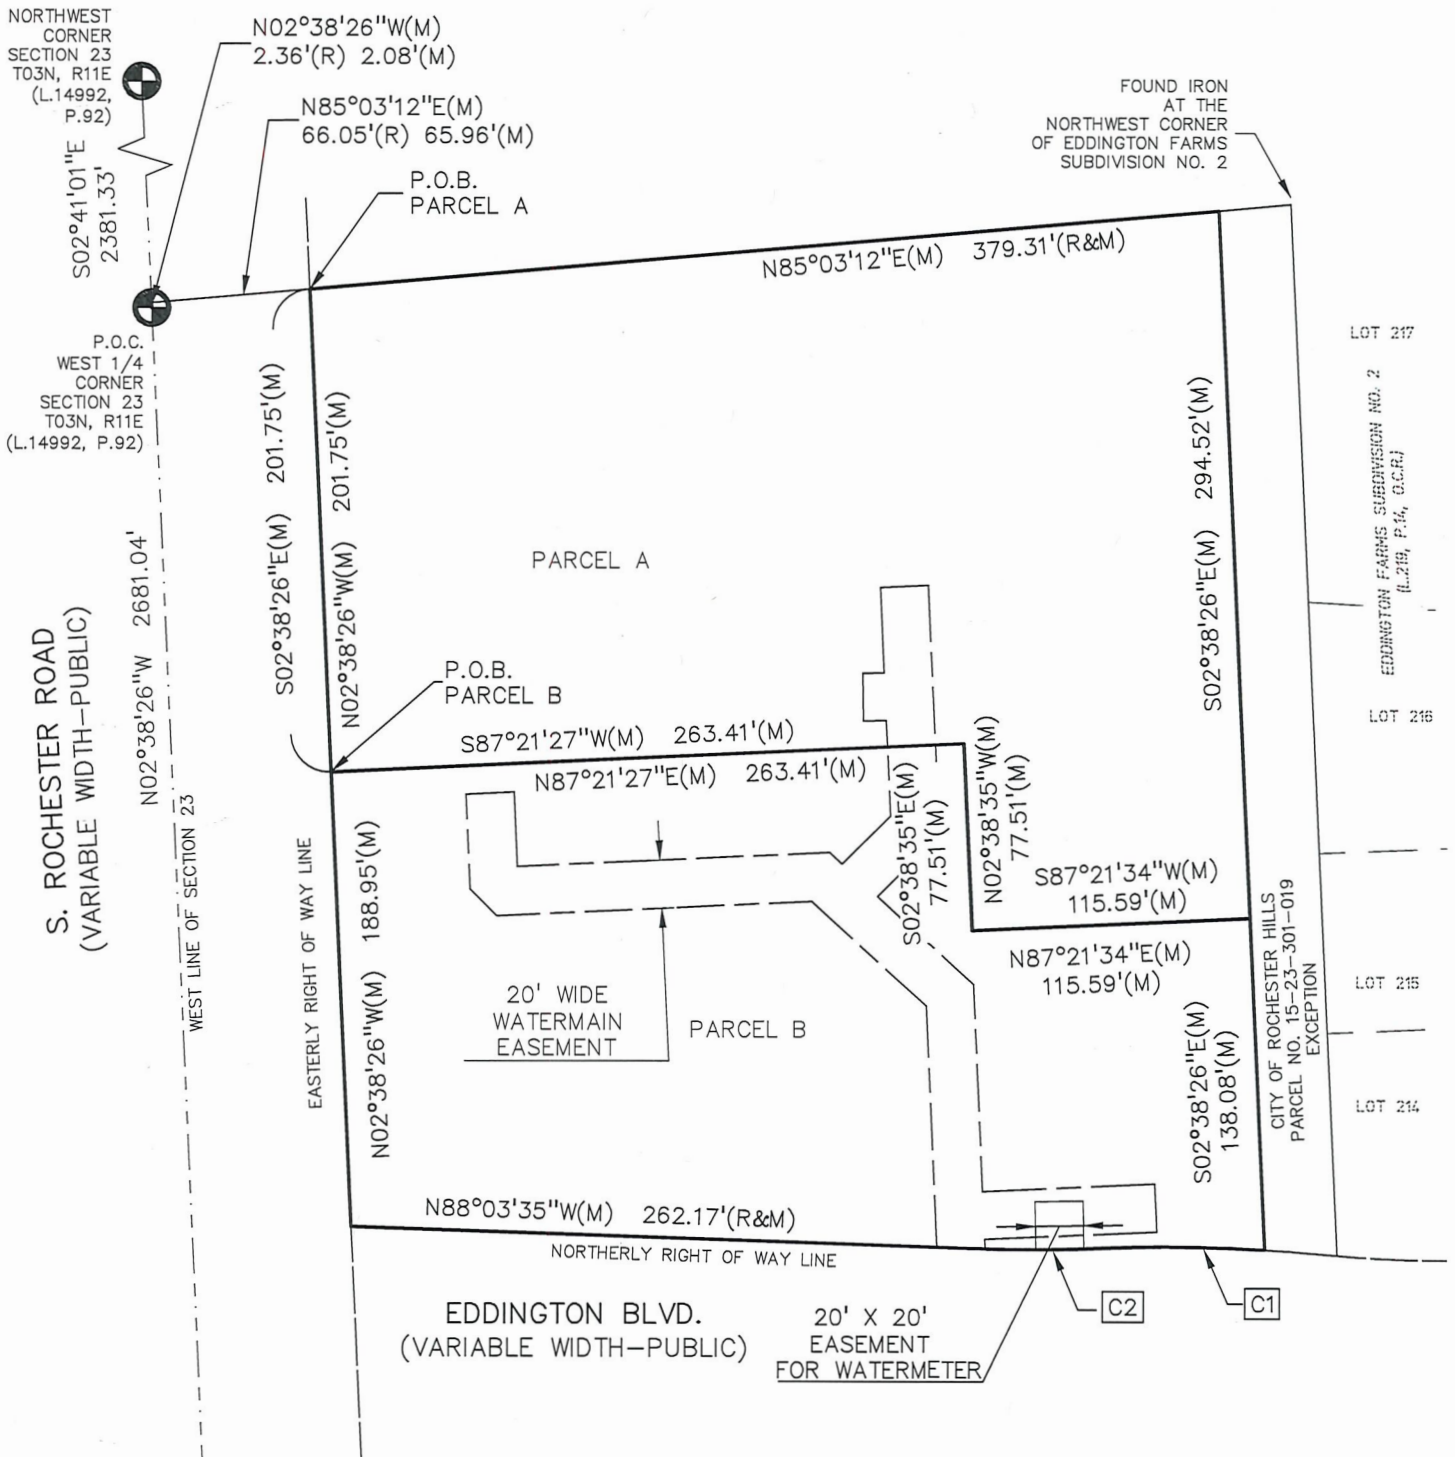 NORTHWEST
CORNER
SECTION 23
T03N, R11E
(L.14992,
P.92)
N02°38'26"W(M)
2.36'(R) 2.08'(M)
N85°03'12"E(M)
66.05'(R) 65.96'(M)
P.O.B.
PARCEL A
FOUND IRON
AT THE
NORTHWEST CORNER
OF EDDINGTON FARMS
SUBDIVISION NO. 2
S02°41'01"E
2381.33'
N85°03'12"E(M) 379.31'(R&M)
P.O.C.
WEST 1/4
CORNER
SECTION 23
T03N, R11E
(L.14992, P.92)
S02°38'26"E(M) 201.75'(M)
N02°38'26"W(M) 201.75'(M)
S02°38'26"E(M) 294.52'(M)
LOT 217
EDDINGTON FARMS SUBDIVISION NO. 2
(L.219, P.14, O.C.R.)
LOT 216
PARCEL A
S. ROCHESTER ROAD
(VARIABLE WIDTH-PUBLIC)
N02°38'26"W 2681.04'
WEST LINE OF SECTION 23
P.O.B.
PARCEL B
S87°21'27"W(M) 263.41'(M)
N87°21'27"E(M) 263.41'(M)
S02°38'35"E(M)
77.51'(M)
N02°38'35"W(M)
77.51'(M)
S87°21'34"W(M)
115.59'(M)
N87°21'34"E(M)
115.59'(M)
EASTERLY RIGHT OF WAY LINE
N02°38'26"W(M) 188.95'(M)
20' WIDE
WATERMAIN
EASEMENT
PARCEL B
S02°38'26"E(M)
138.08'(M)
CITY OF ROCHESTER HILLS
PARCEL NO. 15-23-301-019
EXCEPTION
LOT 215
LOT 214
N88°03'35"W(M) 262.17'(R&M)
NORTHERLY RIGHT OF WAY LINE
EDDINGTON BLVD.
(VARIABLE WIDTH-PUBLIC)
20' X 20'
EASEMENT
FOR WATERMETER
C2
C1